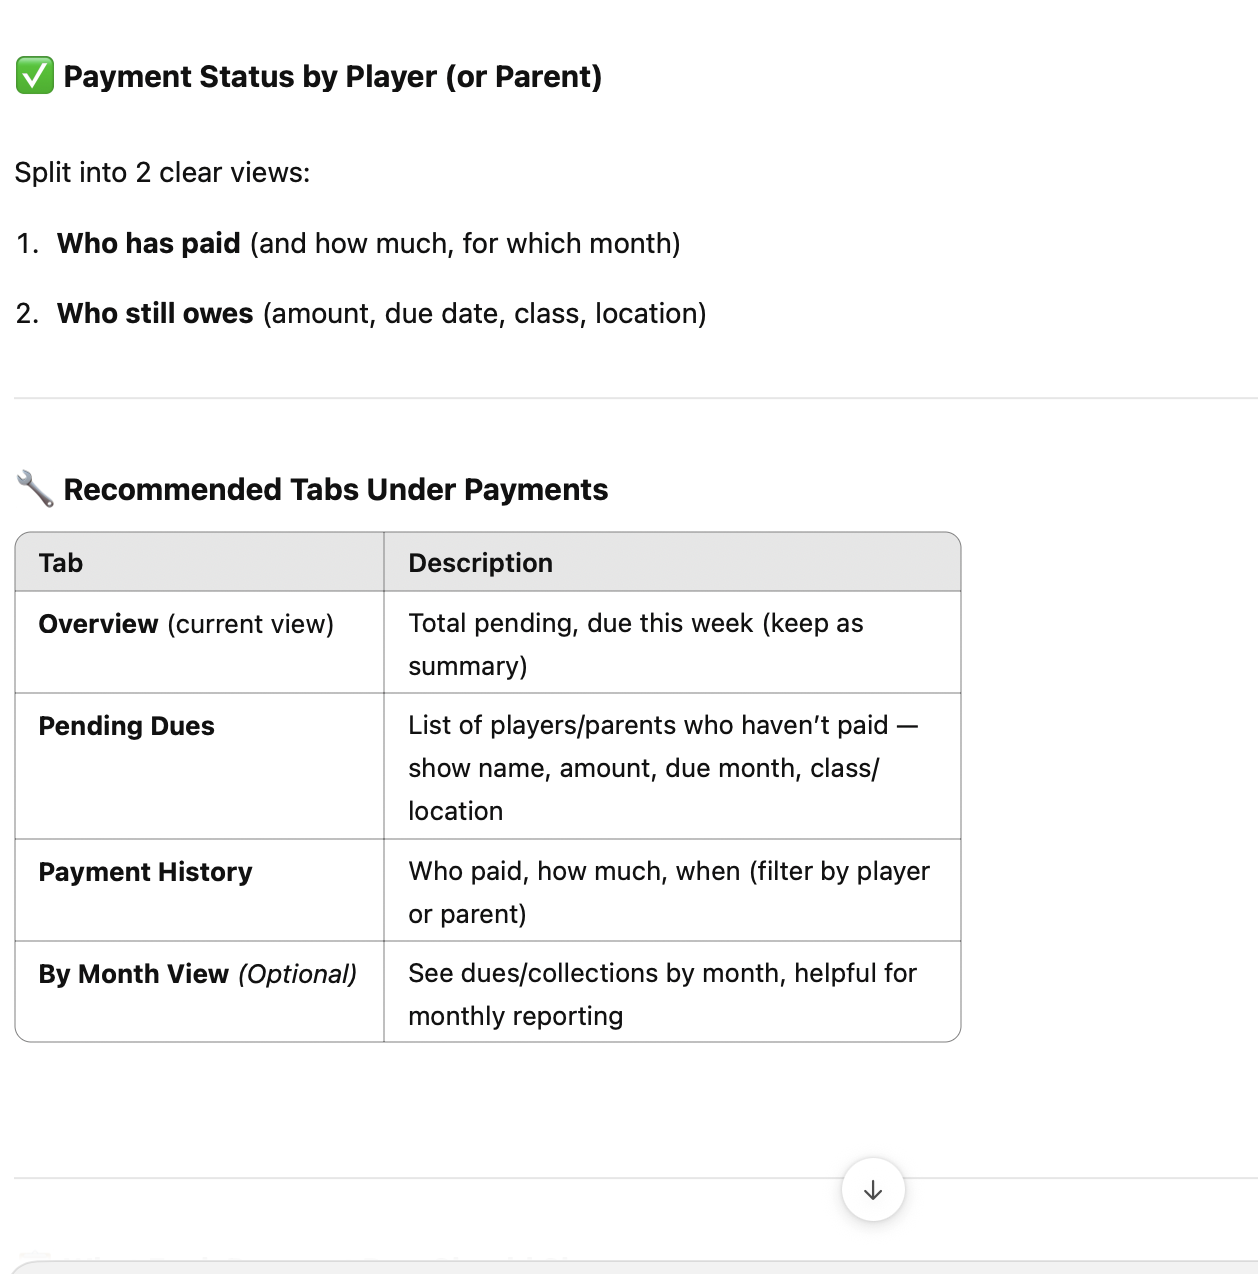 ✅ Payment Status by Player (or Parent)
Split into 2 clear views:
1. Who has paid (and how much, for which month)
2. Who still owes (amount, due date, class, location)
🔧 Recommended Tabs Under Payments
Tab Description
Overview (current view) Total pending, due this week (keep as
summary)
Pending Dues List of players/parents who haven’t paid —
show name, amount, due month, class/
location
Payment History Who paid, how much, when (filter by player
or parent)
By Month View (Optional) See dues/collections by month, helpful for
monthly reporting